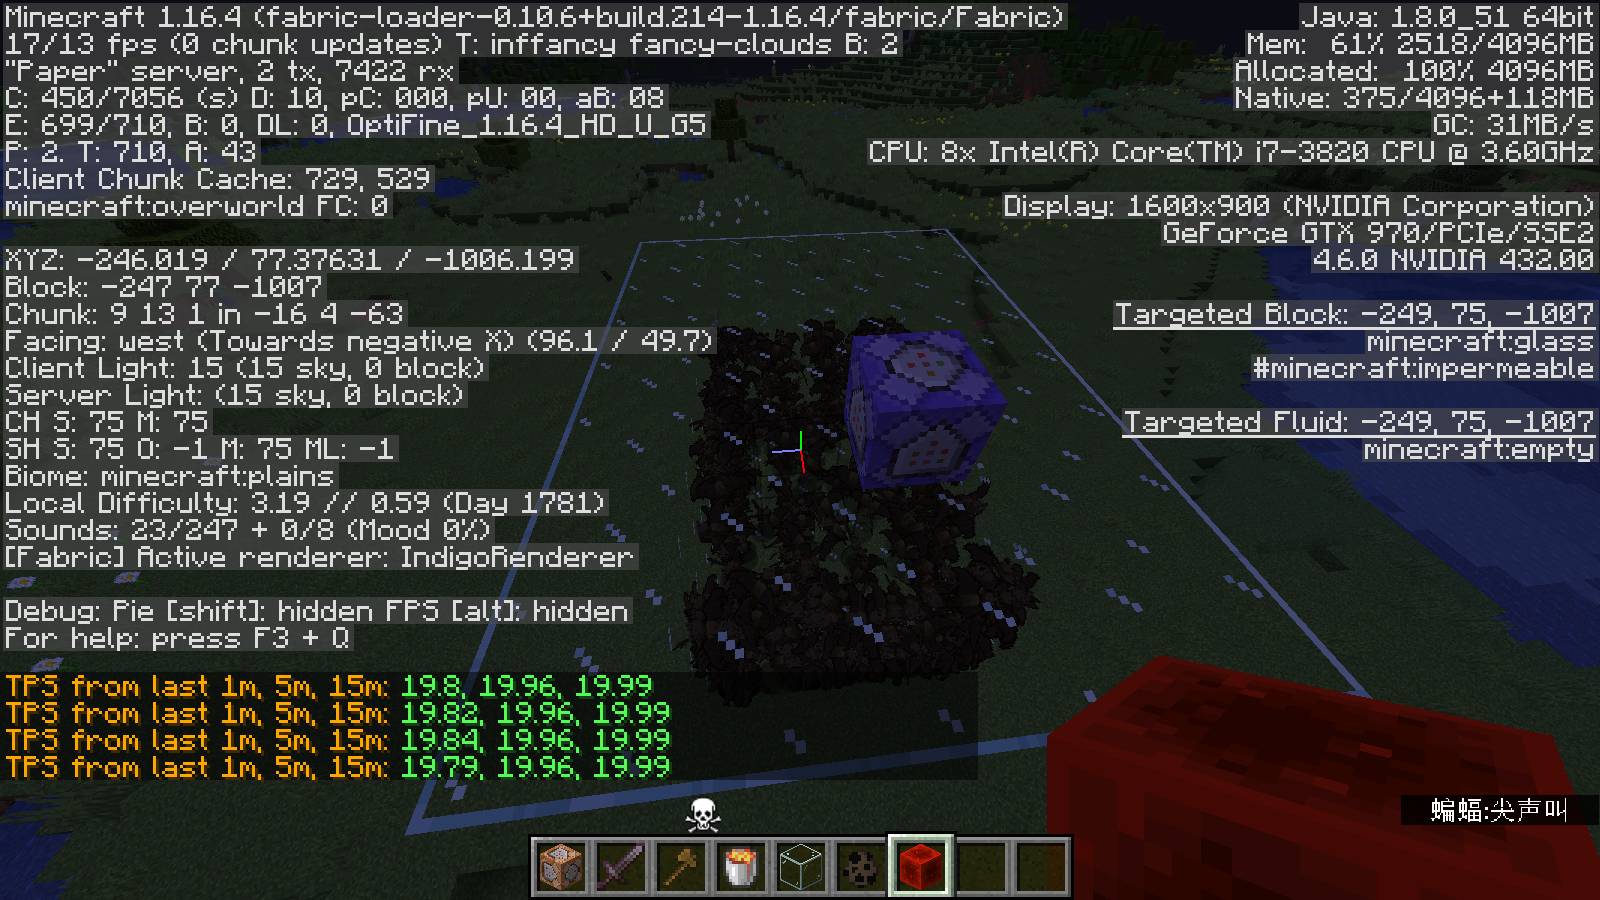 Minecraft 1.16.4 (fabric-loader-0.10.6+build.214-1.16.4/fabric/Fabric)
17/13 fps (0 chunk updates) T: inffancy fancy-clouds B: 2
"Paper" server, 2 tx, 7422 rx
C: 450/7056 (s) D: 10, pC: 000, pU: 00, aB: 08
E: 699/710, B: 0, DL: 0, OptiFine_1.16.4_HD_U_G5
P: 2. T: 710, A: 43
Client Chunk Cache: 729, 529
minecraft:overworld FC: 0
XYZ: -246.019 / 77.37631 / -1006.199
Block: -247 77 -1007
Chunk: 9 13 1 in -16 4 -63
Facing: west (Towards negative X) (96.1 / 49.7)
Client Light: 15 (15 sky, 0 block)
Server Light: (15 sky, 0 block)
CH S: 75 M: 75
SH S: 75 O: -1 M: 75 ML: -1
Biome: minecraft:plains
Local Difficulty: 3.19 // 0.59 (Day 1781)
Sounds: 23/247 + 0/8 (Mood 0%)
[Fabric] Active renderer: IndigoRenderer
Debug: Pie [shift]: hidden FPS [alt]: hidden
For help: press F3 + Q
TPS from last 1m, 5m, 15m: 19.8, 19.96, 19.99
TPS from last 1m, 5m, 15m: 19.82, 19.96, 19.99
TPS from last 1m, 5m, 15m: 19.84, 19.96, 19.99
TPS from last 1m, 5m, 15m: 19.79, 19.96, 19.99
Java: 1.8.0_51 64bit
Mem: 61% 2518/4096MB
Allocated: 100% 4096MB
Native: 375/4096+118MB
GC: 31MB/s
CPU: 8x Intel(R) Core(TM) i7-3820 CPU @ 3.60GHz
Display: 1600x900 (NVIDIA Corporation)
GeForce GTX 970/PCIe/SSE2
4.6.0 NVIDIA 432.00
Targeted Block: -249, 75, -1007
minecraft:glass
#minecraft:impermeable
Targeted Fluid: -249, 75, -1007
minecraft:empty
蝙蝠:尖声叫